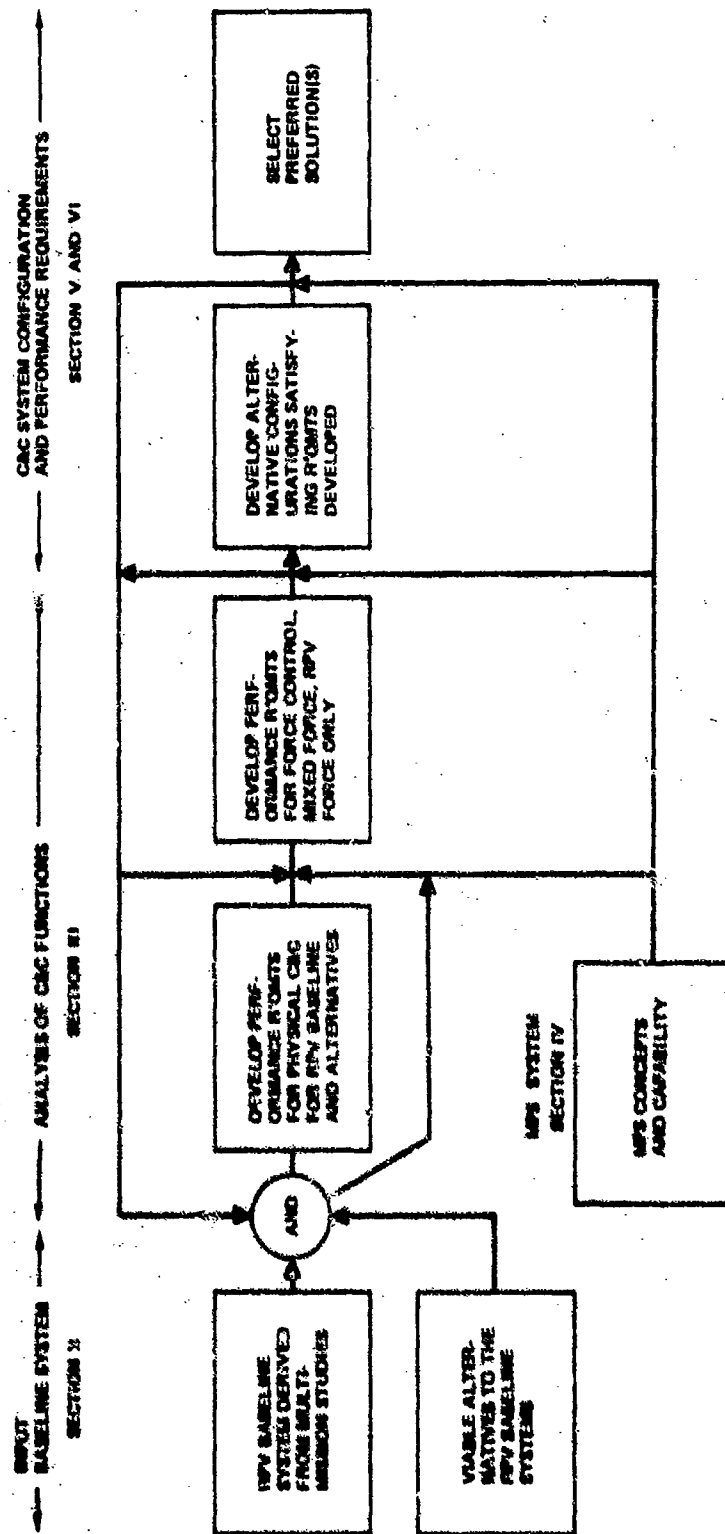 INPUT
BASELINE SYSTEM
SECTION II
ANALYSIS OF C&C FUNCTIONS
SECTION III
C&C SYSTEM CONFIGURATION
AND PERFORMANCE REQUIREMENTS
SECTION V AND VI
RPV BASELINE
SYSTEM DERIVED
FROM MULTI-
MISSION STUDIES
VIABLE ALTER-
NATIVES TO THE
RPV BASELINE
SYSTEMS
AND
DEVELOP PERF-
ORMANCE R'QMTS
FOR PHYSICAL C&C
FOR RPV BASELINE
AND ALTERNATIVES
DEVELOP PERF-
ORMANCE R'QMTS
FOR FORCE CONTROL,
MIXED FORCE, RPV
FORCE ONLY
DEVELOP ALTER-
NATIVE CONFIG-
URATIONS SATISFY-
ING R'QMTS
DEVELOPED
SELECT
PREFERRED
SOLUTION(S)
MPS SYSTEM
SECTION IV
MPS CONCEPTS
AND CAPABILITY